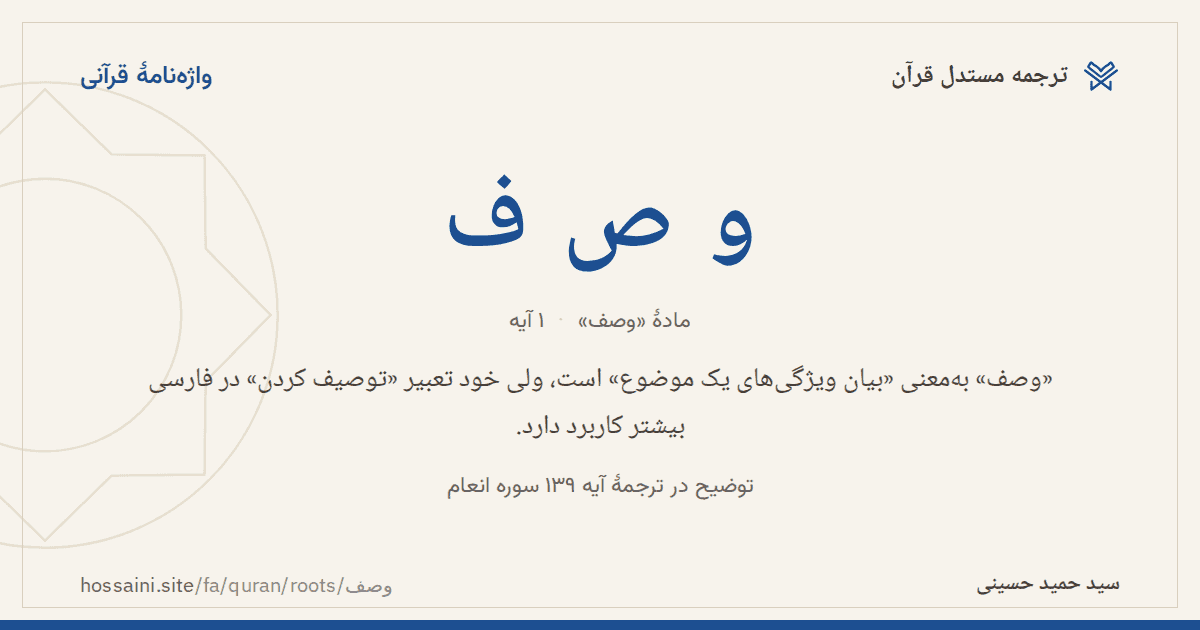 ترجمه مستدل قرآن
واژه‌نامهٔ قرآنی
و ص ف
مادهٔ «وصف» · ۱ آیه
«وصف» به‌معنی «بیان ویژگی‌های یک موضوع» است، ولی خود تعبیر «توصیف کردن» در فارسی
بیشتر کاربرد دارد.
توضیح در ترجمهٔ آیه ۱۳۹ سوره انعام
سید حمید حسینی
hossaini.site/fa/quran/roots/وصف